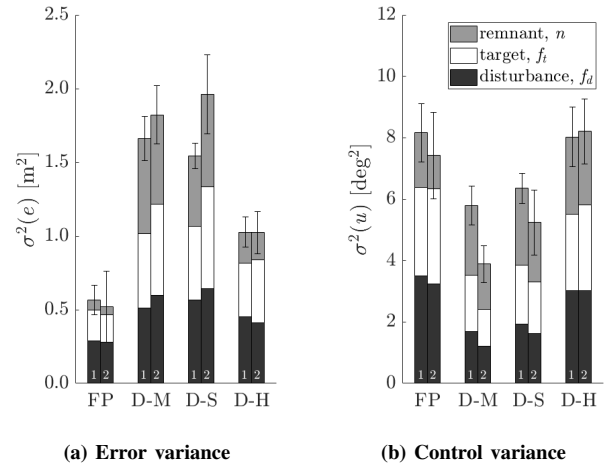 2.5
2.0
1.5
1.0
0.5
0.0
σ²(e) [m²]
1 2 1 2 1 2 1 2
FP D-M D-S D-H
(a) Error variance
remnant, n
target, f_t
disturbance, f_d
12
10
8
6
4
2
0
σ²(u) [deg²]
1 2 1 2 1 2 1 2
FP D-M D-S D-H
(b) Control variance